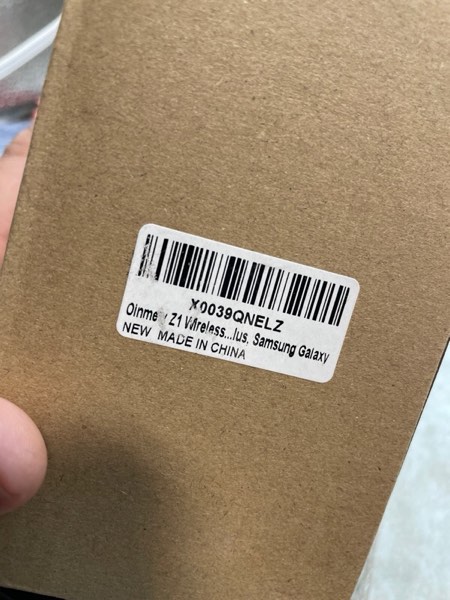 X0039QNELZ
Z1 Wireless...lus, Samsung Galaxy
NEW MADE IN CHINA